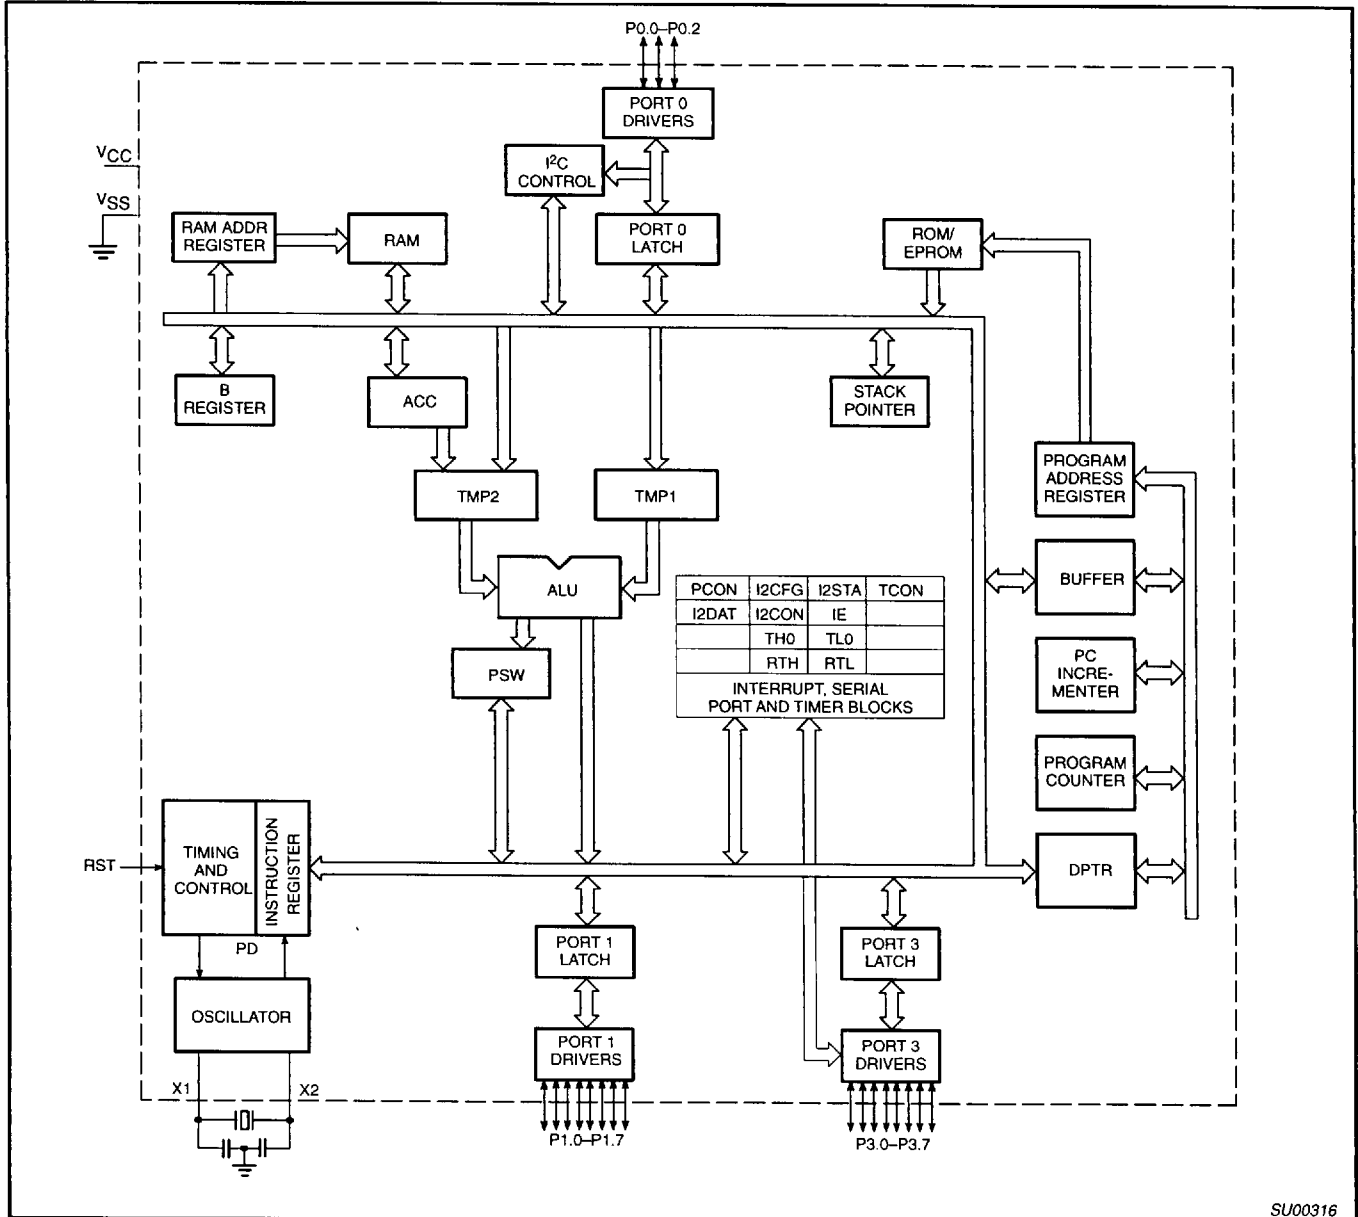 P0.0–P0.2
PORT 0
DRIVERS
VCC
I²C
CONTROL
VSS
RAM ADDR
REGISTER
RAM
PORT 0
LATCH
ROM/
EPROM
B
REGISTER
ACC
STACK
POINTER
PROGRAM
ADDRESS
REGISTER
TMP2
TMP1
BUFFER
ALU
PCON I2CFG I2STA TCON
I2DAT I2CON IE
TH0 TL0
RTH RTL
INTERRUPT, SERIAL
PORT AND TIMER BLOCKS
PSW
PC
INCRE-
MENTER
PROGRAM
COUNTER
RST
TIMING
AND
CONTROL
INSTRUCTION
REGISTER
DPTR
PD
PORT 1
LATCH
PORT 3
LATCH
OSCILLATOR
PORT 1
DRIVERS
PORT 3
DRIVERS
X1
X2
P1.0–P1.7
P3.0–P3.7
SU00316